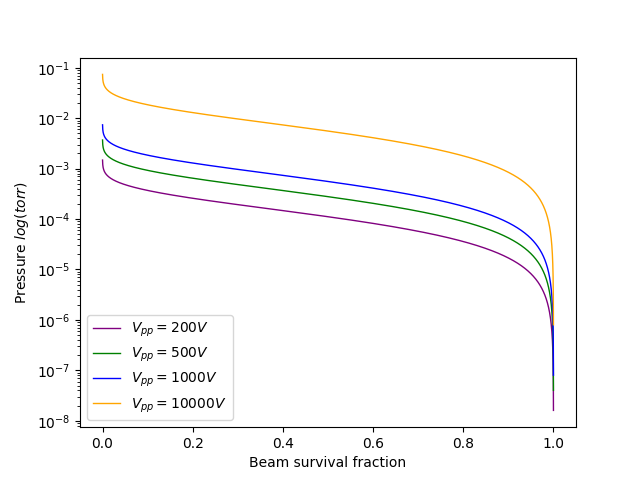 10⁻¹
10⁻²
10⁻³
10⁻⁴
10⁻⁵
10⁻⁶
10⁻⁷
10⁻⁸
Pressure log(torr)
V_pp = 200V
V_pp = 500V
V_pp = 1000V
V_pp = 10000V
0.0 0.2 0.4 0.6 0.8 1.0
Beam survival fraction